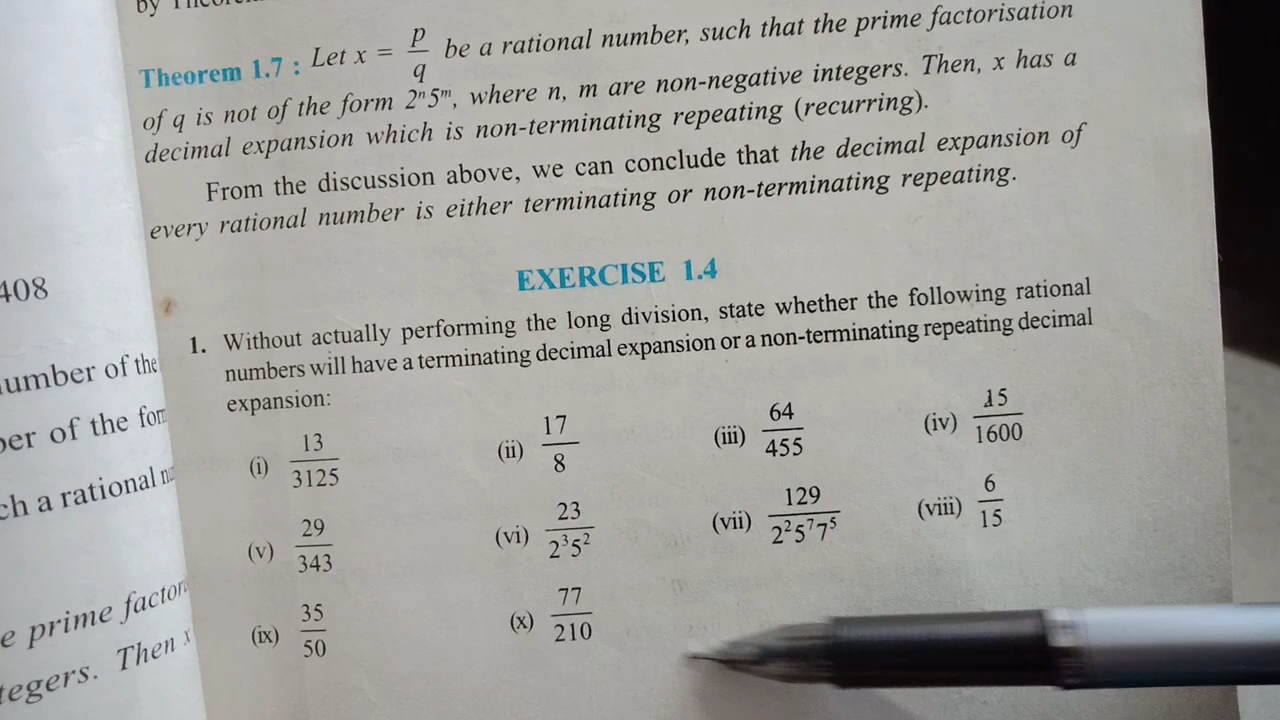 by Theorem
Theorem 1.7 : Let x = p/q be a rational number, such that the prime factorisation
of q is not of the form 2ⁿ5ᵐ, where n, m are non-negative integers. Then, x has a
decimal expansion which is non-terminating repeating (recurring).
From the discussion above, we can conclude that the decimal expansion of
every rational number is either terminating or non-terminating repeating.
EXERCISE 1.4
1. Without actually performing the long division, state whether the following rational
numbers will have a terminating decimal expansion or a non-terminating repeating decimal
expansion:
(i) 13/3125 (ii) 17/8 (iii) 64/455 (iv) 15/1600
(v) 29/343 (vi) 23/2³5² (vii) 129/2²5⁷7⁵ (viii) 6/15
(ix) 35/50 (x) 77/210
408
number of the
of the form
a rational
prime
Then x